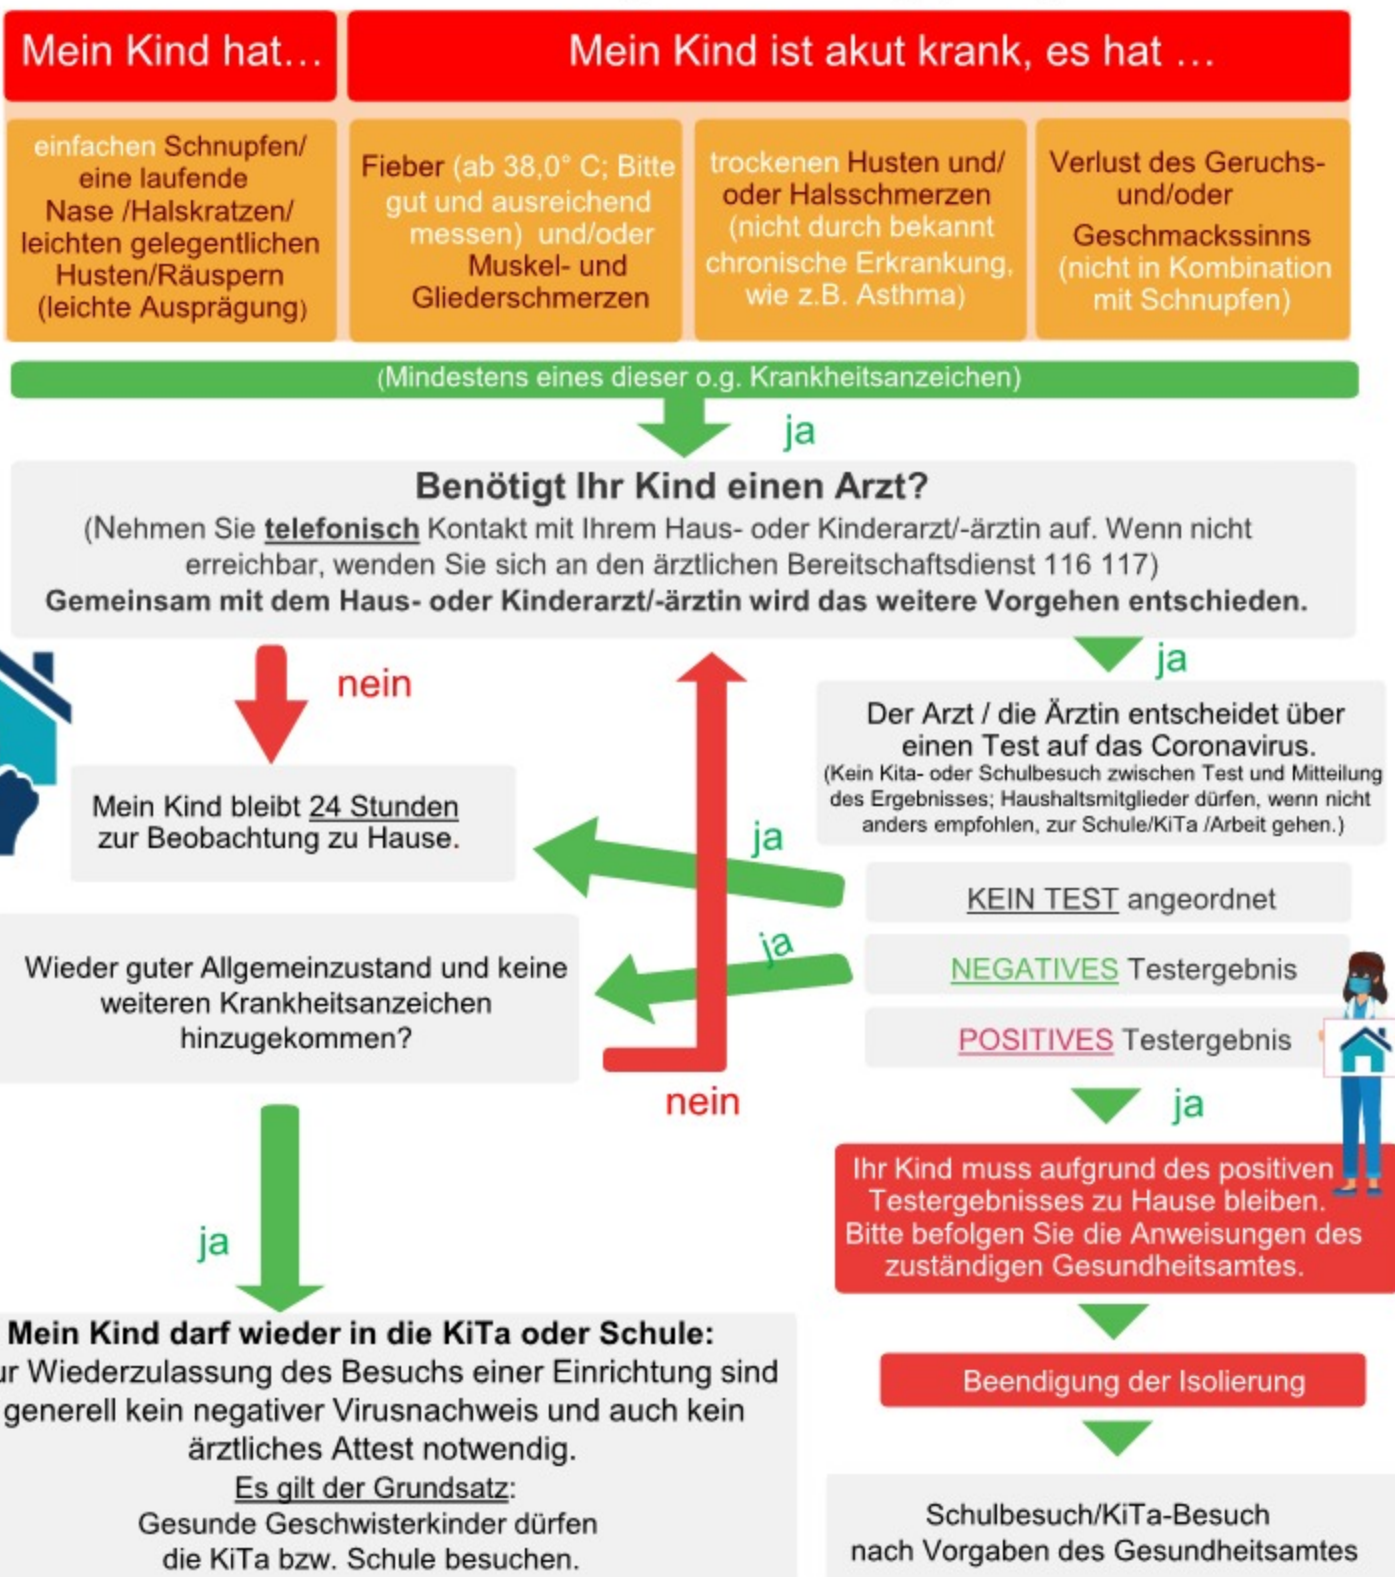 Mein Kind hat...
Mein Kind ist akut krank, es hat ...
einfachen Schnupfen/
eine laufende
Nase /Halskratzen/
leichten gelegentlichen
Husten/Räuspern
(leichte Ausprägung)
Fieber (ab 38,0° C; Bitte
gut und ausreichend
messen) und/oder
Muskel- und
Gliederschmerzen
trockenen Husten und/
oder Halsschmerzen
(nicht durch bekannt
chronische Erkrankung,
wie z.B. Asthma)
Verlust des Geruchs-
und/oder
Geschmackssinns
(nicht in Kombination
mit Schnupfen)
(Mindestens eines dieser o.g. Krankheitsanzeichen)
ja
Benötigt Ihr Kind einen Arzt?
(Nehmen Sie telefonisch Kontakt mit Ihrem Haus- oder Kinderarzt/-ärztin auf. Wenn nicht
erreichbar, wenden Sie sich an den ärztlichen Bereitschaftsdienst 116 117)
Gemeinsam mit dem Haus- oder Kinderarzt/-ärztin wird das weitere Vorgehen entschieden.
nein
ja
Mein Kind bleibt 24 Stunden
zur Beobachtung zu Hause.
Der Arzt / die Ärztin entscheidet über
einen Test auf das Coronavirus.
(Kein Kita- oder Schulbesuch zwischen Test und Mitteilung
des Ergebnisses; Haushaltsmitglieder dürfen, wenn nicht
anders empfohlen, zur Schule/KiTa /Arbeit gehen.)
ja
KEIN TEST angeordnet
ja
NEGATIVES Testergebnis
POSITIVES Testergebnis
Wieder guter Allgemeinzustand und keine
weiteren Krankheitsanzeichen
hinzugekommen?
nein
ja
Ihr Kind muss aufgrund des positiven
Testergebnisses zu Hause bleiben.
Bitte befolgen Sie die Anweisungen des
zuständigen Gesundheitsamtes.
ja
Mein Kind darf wieder in die KiTa oder Schule:
ur Wiederzulassung des Besuchs einer Einrichtung sind
generell kein negativer Virusnachweis und auch kein
ärztliches Attest notwendig.
Es gilt der Grundsatz:
Gesunde Geschwisterkinder dürfen
die KiTa bzw. Schule besuchen.
Beendigung der Isolierung
Schulbesuch/KiTa-Besuch
nach Vorgaben des Gesundheitsamtes